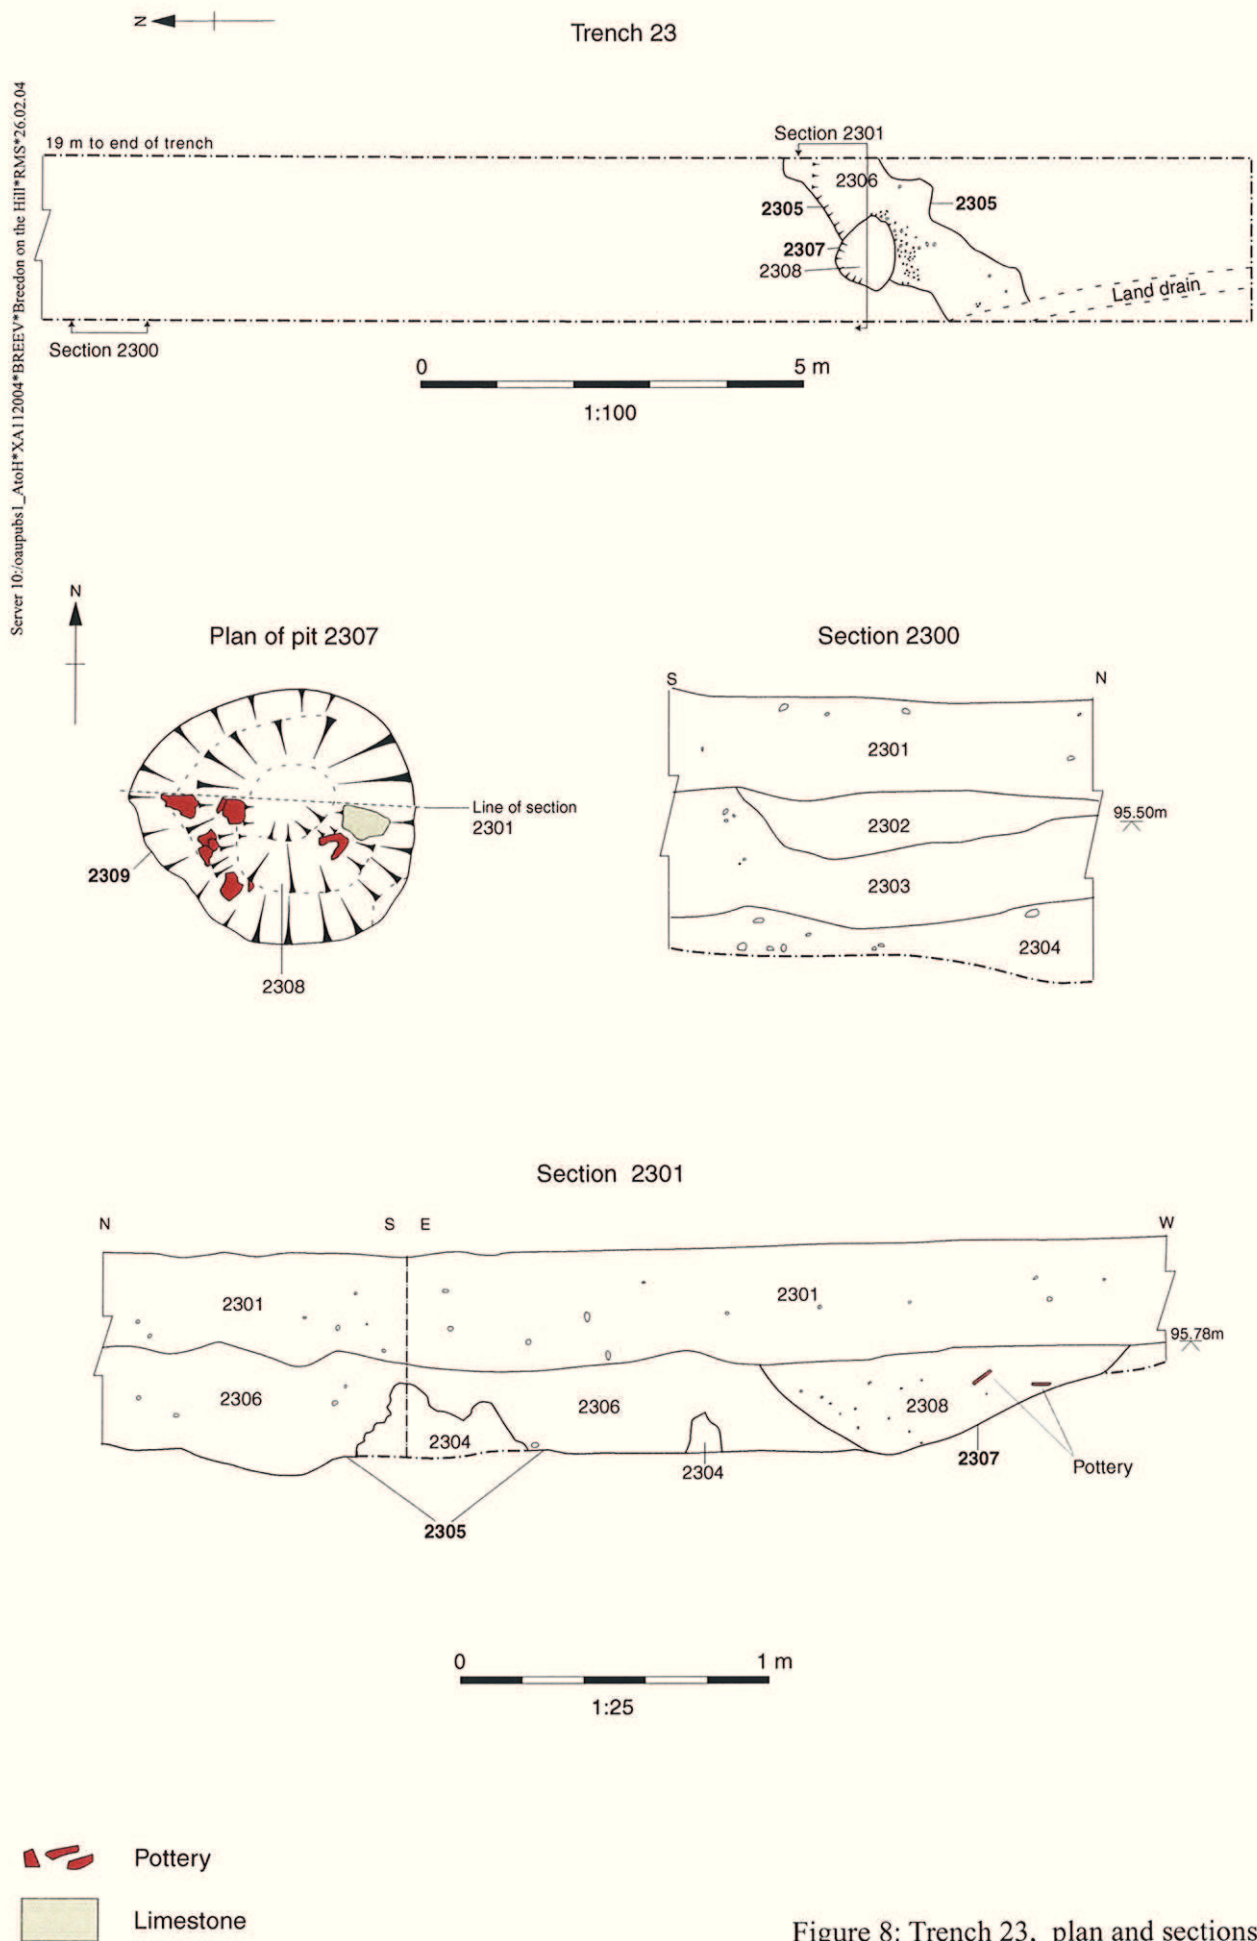 N
Trench 23
Server 10:/oaupubs1_AtoH*XA112004*BREEV*Breedon on the Hill*RMS*26.02.04
19 m to end of trench
Section 2301
2306
2305
2305
2307
2308
Land drain
Section 2300
0 5 m
1:100
N
Plan of pit 2307
Line of section
2301
2309
2308
Section 2300
S N
2301
95.50m
2302
2303
2304
Section 2301
N S E W
2301 2301
95.78m
2306 2306 2308
2304
2304
2307
Pottery
2305
0 1 m
1:25
Pottery
Limestone
Figure 8: Trench 23, plan and sections